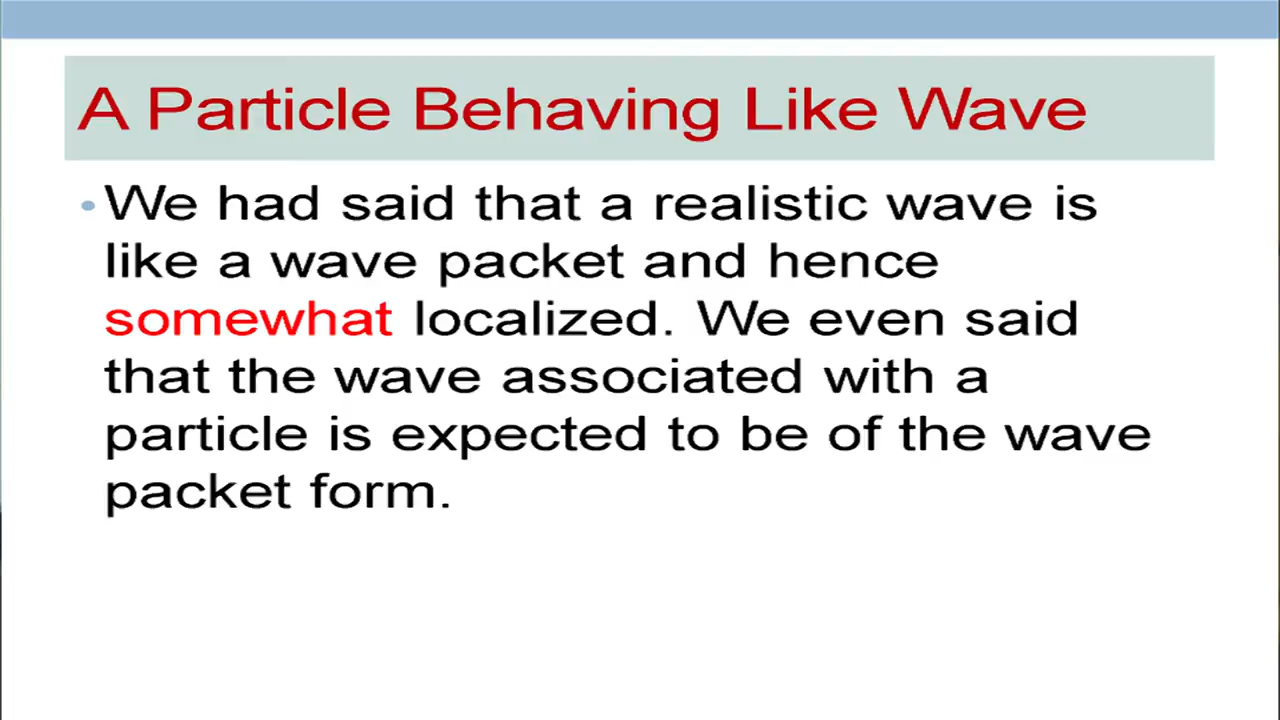 A Particle Behaving Like Wave
• We had said that a realistic wave is
like a wave packet and hence
somewhat localized. We even said
that the wave associated with a
particle is expected to be of the wave
packet form.